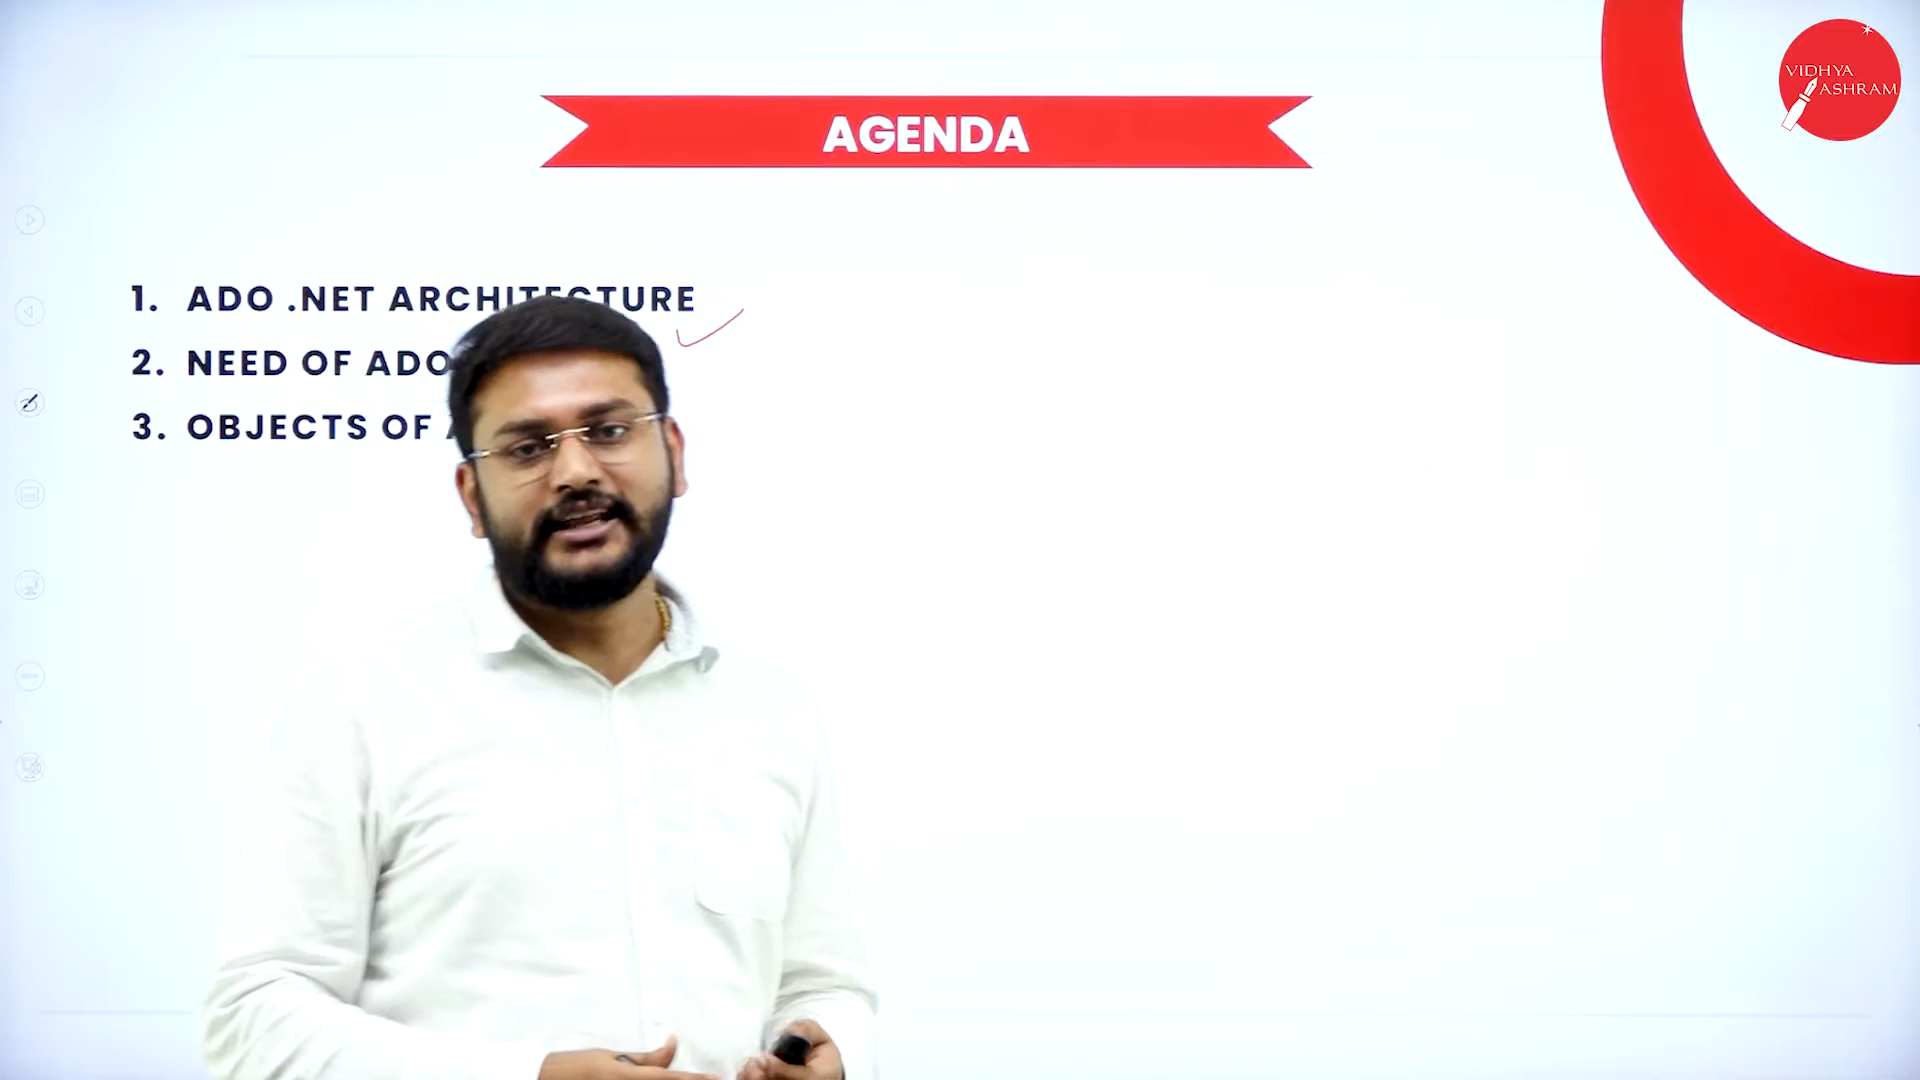 VIDHYA
ASHRAM
AGENDA
1. ADO .NET ARCHITECTURE
2. NEED OF ADO
3. OBJECTS OF